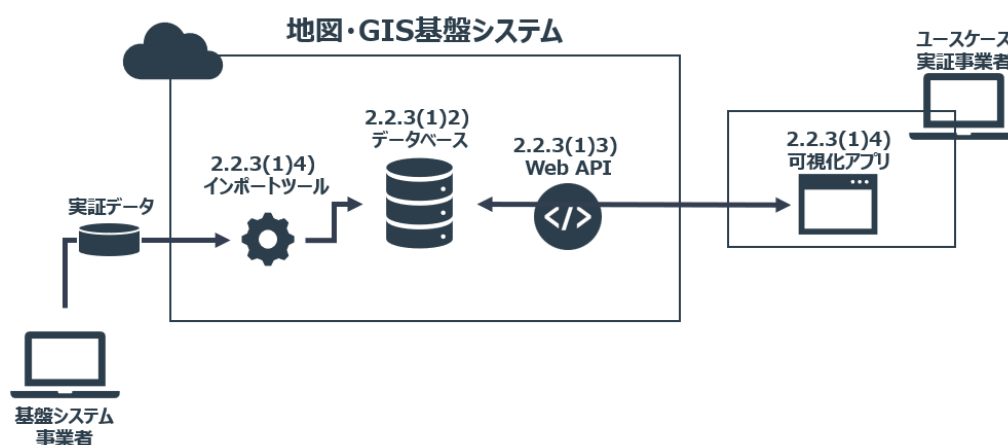 地図・GIS基盤システム
ユースケース
実証事業者
2.2.3(1)2)
データベース
2.2.3(1)3)
Web API
2.2.3(1)4)
可視化アプリ
2.2.3(1)4)
インポートツール
実証データ
</>
基盤システム
事業者